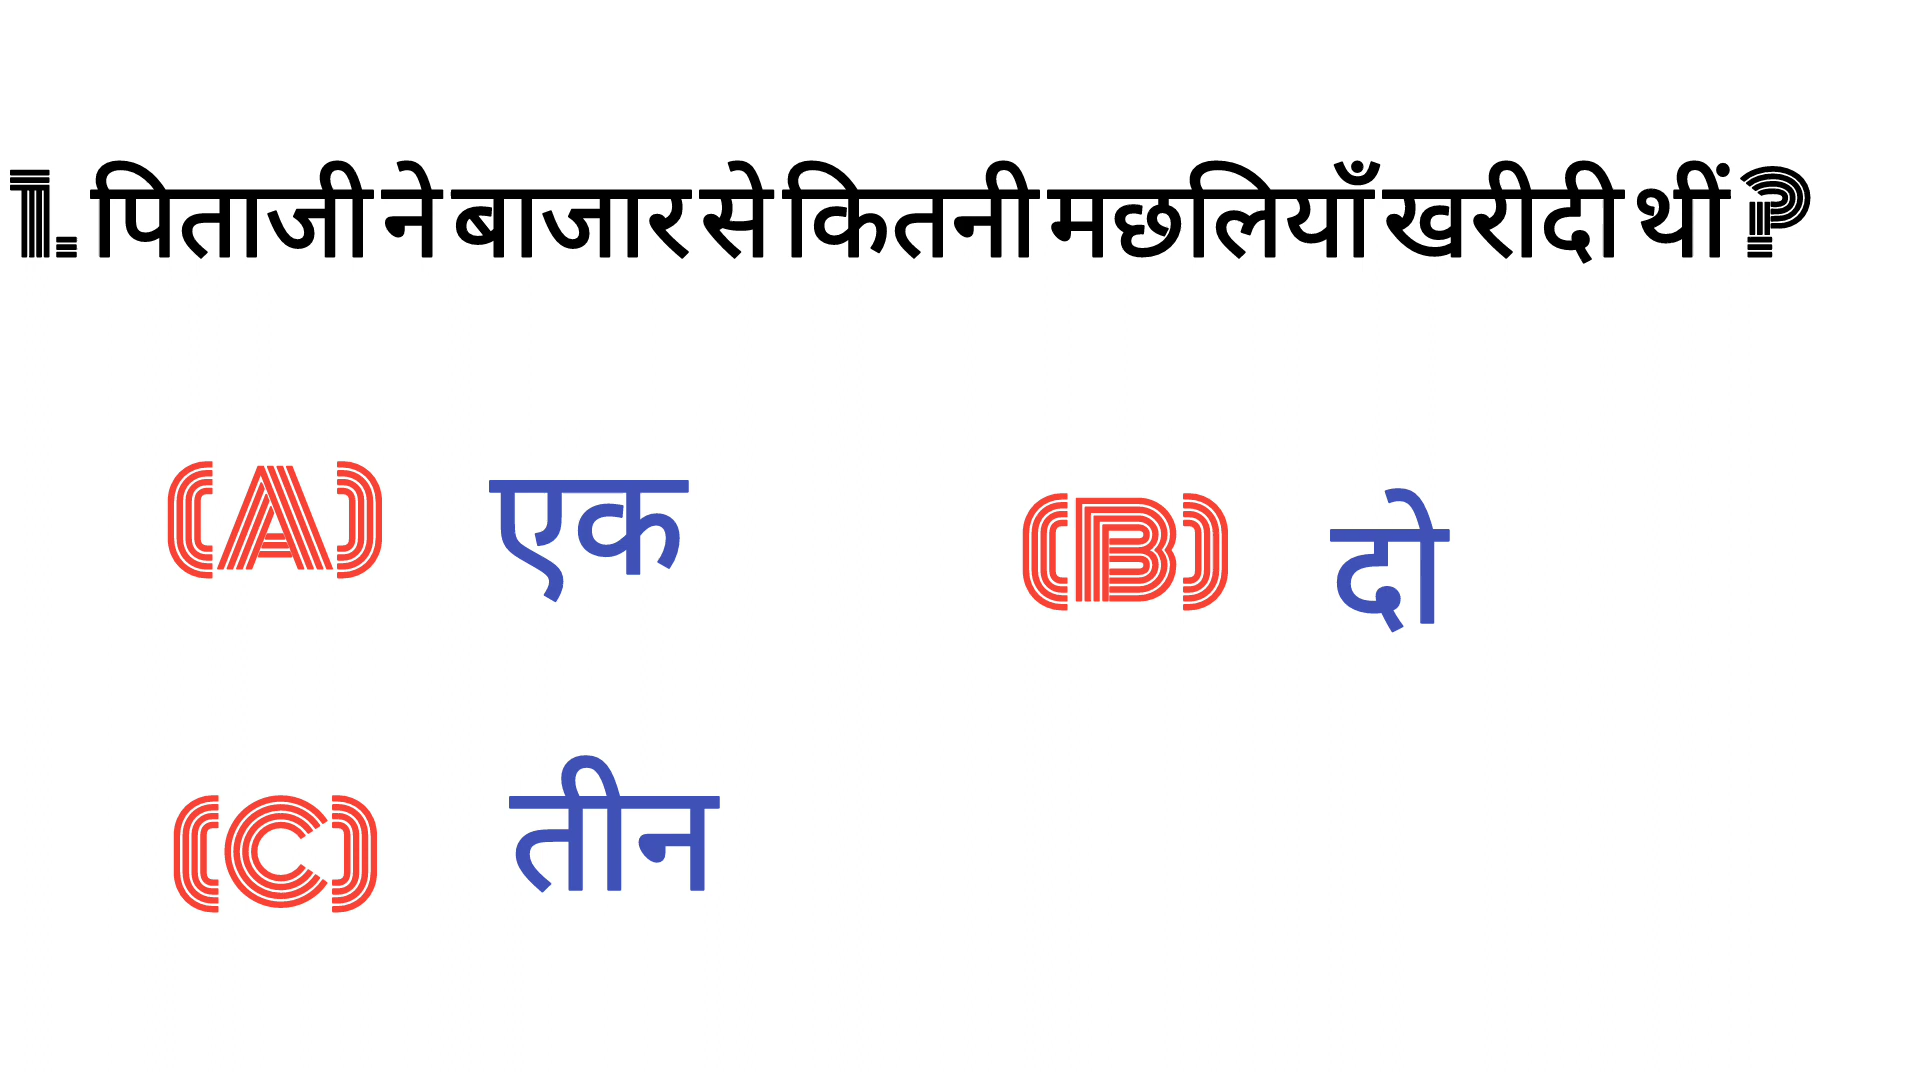 1. पिताजी ने बाजार से कितनी मछलियाँ खरीदी थीं?
(A) एक
(B) दो
(C) तीन